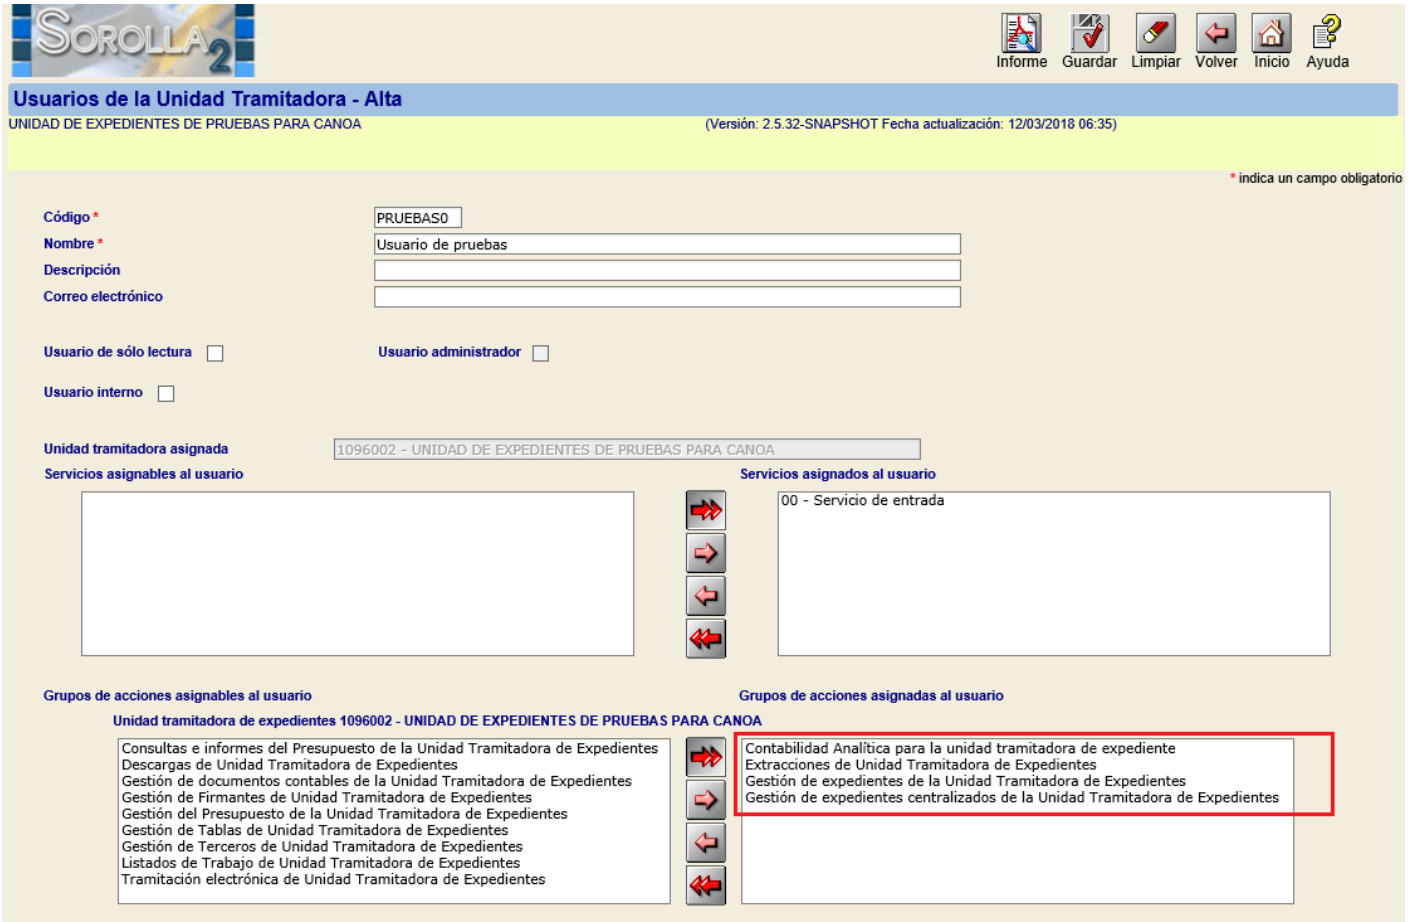 SOROLLA2
Informe Guardar Limpiar Volver Inicio Ayuda
Usuarios de la Unidad Tramitadora - Alta
UNIDAD DE EXPEDIENTES DE PRUEBAS PARA CANOA (Versión: 2.5.32-SNAPSHOT Fecha actualización: 12/03/2018 06:35)
* indica un campo obligatorio
Código * PRUEBAS0
Nombre * Usuario de pruebas
Descripción
Correo electrónico
Usuario de sólo lectura Usuario administrador
Usuario interno
Unidad tramitadora asignada 1096002 - UNIDAD DE EXPEDIENTES DE PRUEBAS PARA CANOA
Servicios asignables al usuario Servicios asignados al usuario
00 - Servicio de entrada
Grupos de acciones asignables al usuario Grupos de acciones asignadas al usuario
Unidad tramitadora de expedientes 1096002 - UNIDAD DE EXPEDIENTES DE PRUEBAS PARA CANOA
Consultas e informes del Presupuesto de la Unidad Tramitadora de Expedientes
Descargas de Unidad Tramitadora de Expedientes
Gestión de documentos contables de la Unidad Tramitadora de Expedientes
Gestión de Firmantes de Unidad Tramitadora de Expedientes
Gestión del Presupuesto de la Unidad Tramitadora de Expedientes
Gestión de Tablas de Unidad Tramitadora de Expedientes
Gestión de Terceros de Unidad Tramitadora de Expedientes
Listados de Trabajo de Unidad Tramitadora de Expedientes
Tramitación electrónica de Unidad Tramitadora de Expedientes
Contabilidad Analítica para la unidad tramitadora de expediente
Extracciones de Unidad Tramitadora de Expedientes
Gestión de expedientes de la Unidad Tramitadora de Expedientes
Gestión de expedientes centralizados de la Unidad Tramitadora de Expedientes